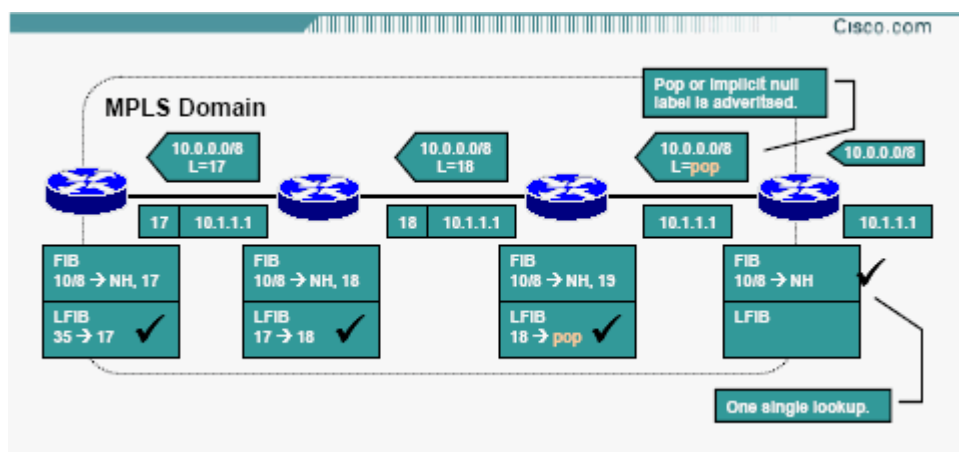 Cisco.com
Pop or implicit null
label is adveritsed.
MPLS Domain
10.0.0.0/8
L=17
10.0.0.0/8
L=18
10.0.0.0/8
L=pop
10.0.0.0/8
17 10.1.1.1
18 10.1.1.1
10.1.1.1
10.1.1.1
FIB
10/8 → NH, 17
LFIB
35 → 17
FIB
10/8 → NH, 18
LFIB
17 → 18
FIB
10/8 → NH, 19
LFIB
18 → pop
FIB
10/8 → NH
LFIB
One single lookup.